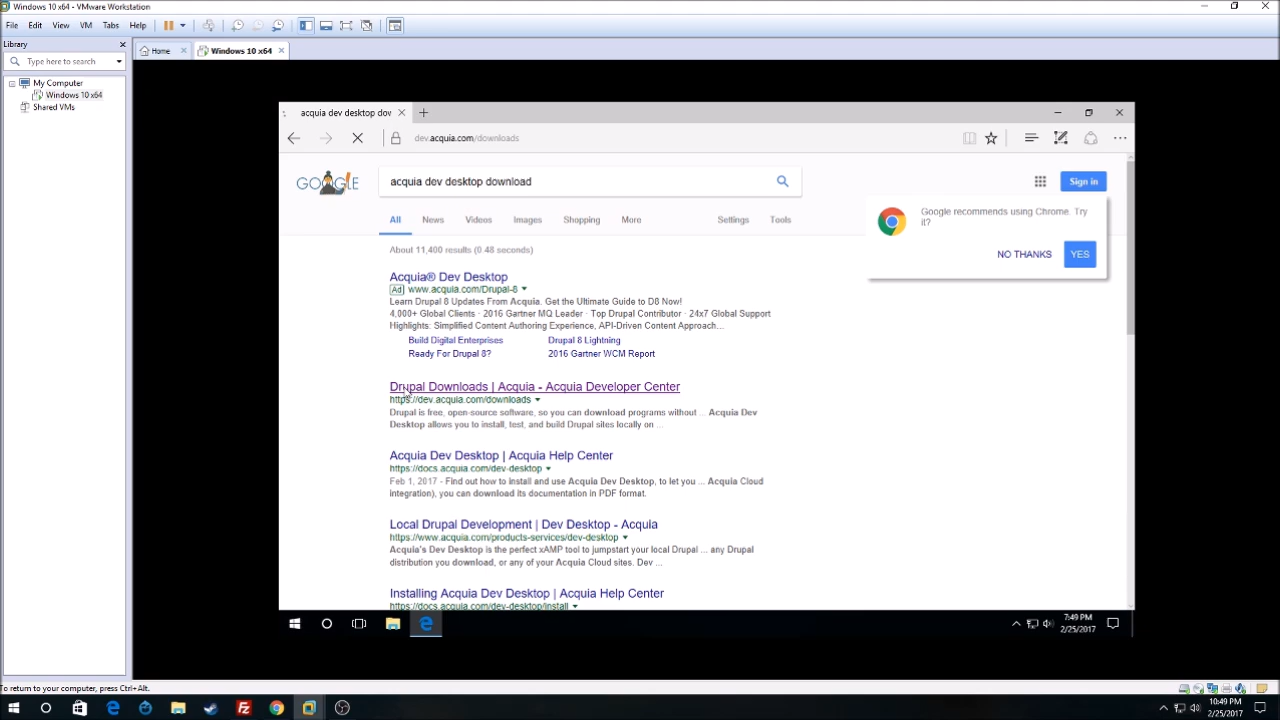 Windows 10 x64 - VMware Workstation
File Edit View VM Tabs Help
Library
Type here to search
My Computer
Windows 10 x64
Shared VMs
Home
Windows 10 x64
acquia dev desktop dov
dev.acquia.com/downloads
GOOGLE
acquia dev desktop download
Sign in
All News Videos Images Shopping More Settings Tools
Google recommends using Chrome. Try
it?
NO THANKS YES
About 11,400 results (0.48 seconds)
Acquia® Dev Desktop
Ad www.acquia.com/Drupal-8
Learn Drupal 8 Updates From Acquia. Get the Ultimate Guide to D8 Now!
4,000+ Global Clients · 2016 Gartner MQ Leader · Top Drupal Contributor · 24x7 Global Support
Highlights: Simplified Content Authoring Experience, API-Driven Content Approach...
Build Digital Enterprises Drupal 8 Lightning
Ready For Drupal 8? 2016 Gartner WCM Report
Drupal Downloads | Acquia - Acquia Developer Center
https://dev.acquia.com/downloads
Drupal is free, open-source software, so you can download programs without ... Acquia Dev
Desktop allows you to install, test, and build Drupal sites locally on ...
Acquia Dev Desktop | Acquia Help Center
https://docs.acquia.com/dev-desktop
Feb 1, 2017 - Find out how to install and use Acquia Dev Desktop, to let you ... Acquia Cloud
integration), you can download its documentation in PDF format.
Local Drupal Development | Dev Desktop - Acquia
https://www.acquia.com/products-services/dev-desktop
Acquia's Dev Desktop is the perfect xAMP tool to jumpstart your local Drupal ... any Drupal
distribution you download, or any of your Acquia Cloud sites. Dev ...
Installing Acquia Dev Desktop | Acquia Help Center
https://docs.acquia.com/dev-desktop/install
7:49 PM
2/25/2017
To return to your computer, press Ctrl+Alt.
10:49 PM
2/25/2017